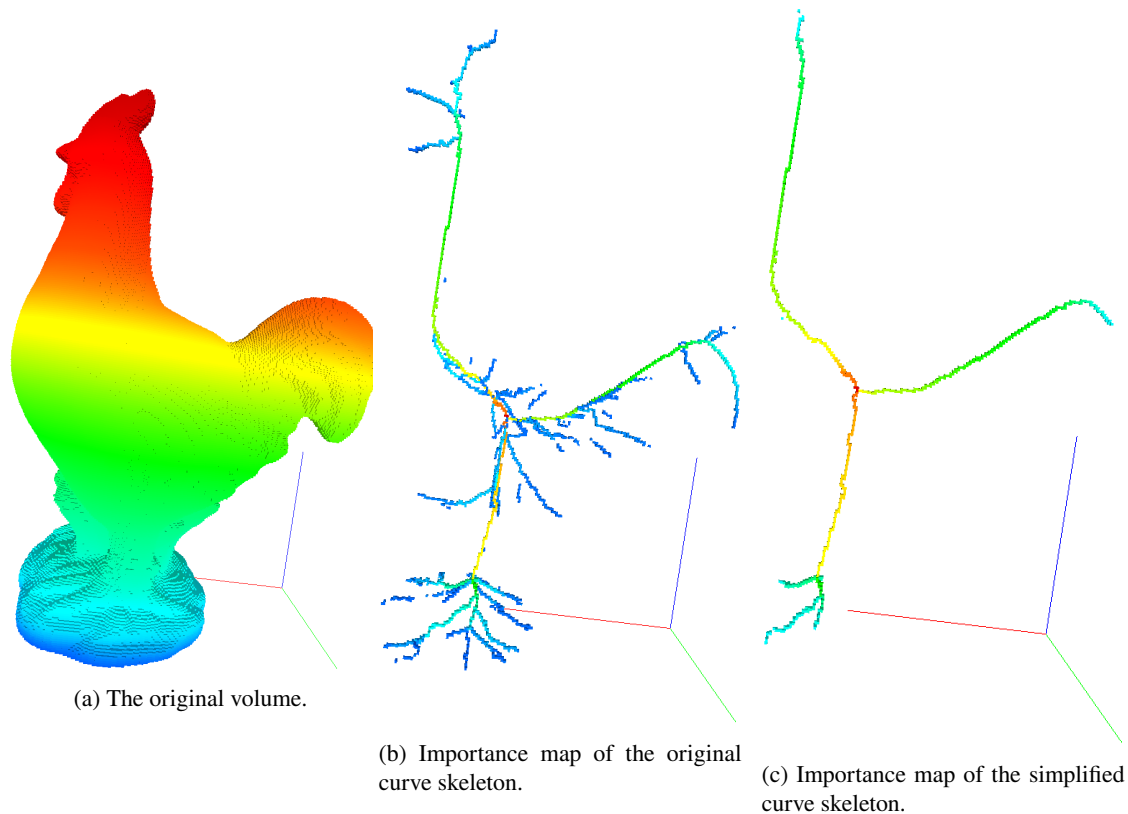 (a) The original volume.
(b) Importance map of the original
curve skeleton.
(c) Importance map of the simplified
curve skeleton.